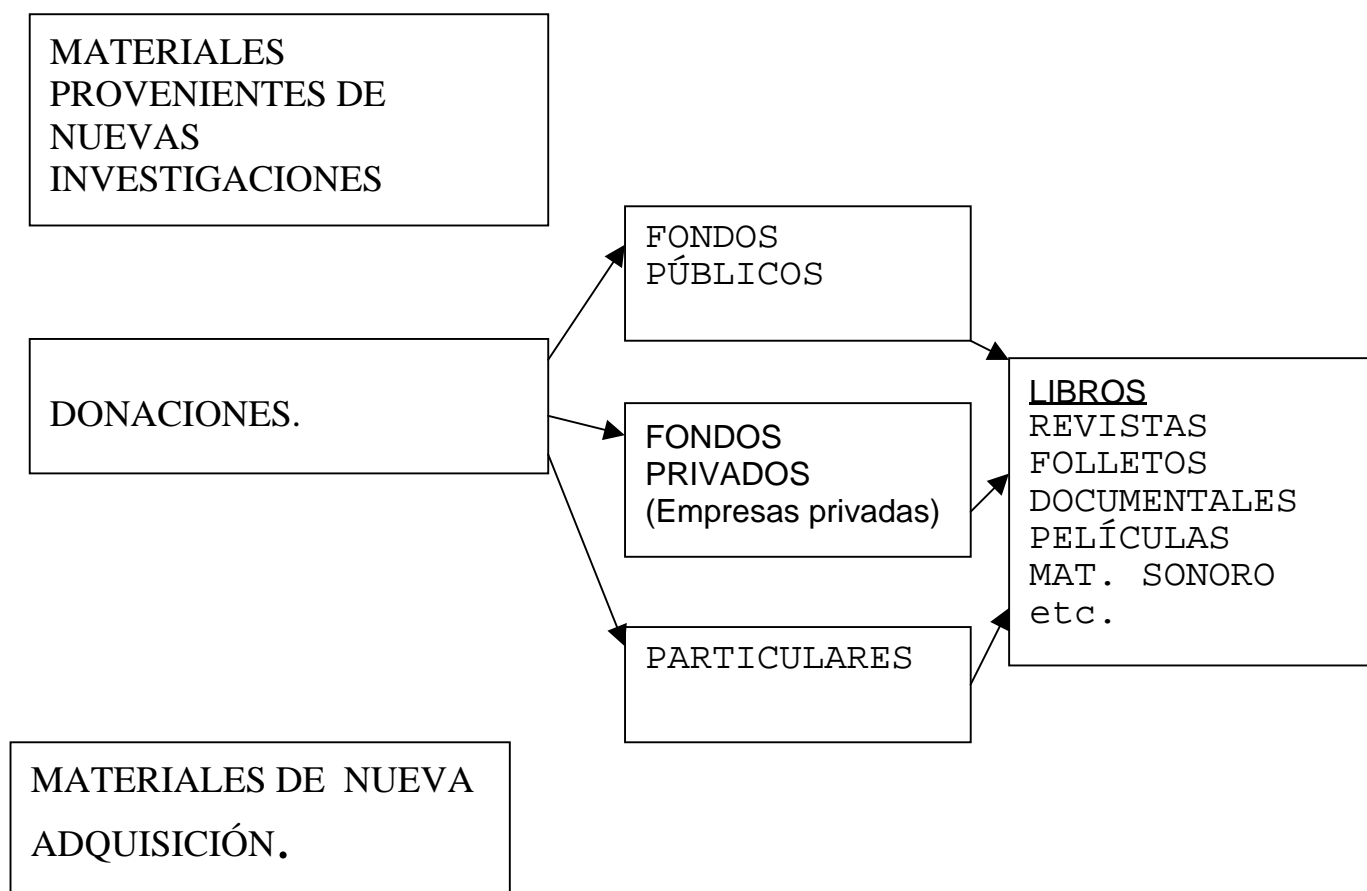 MATERIALES
PROVENIENTES DE
NUEVAS
INVESTIGACIONES
FONDOS
PÚBLICOS
DONACIONES.
FONDOS
PRIVADOS
(Empresas privadas)
PARTICULARES
LIBROS
REVISTAS
FOLLETOS
DOCUMENTALES
PELÍCULAS
MAT. SONORO
etc.
MATERIALES DE NUEVA
ADQUISICIÓN.